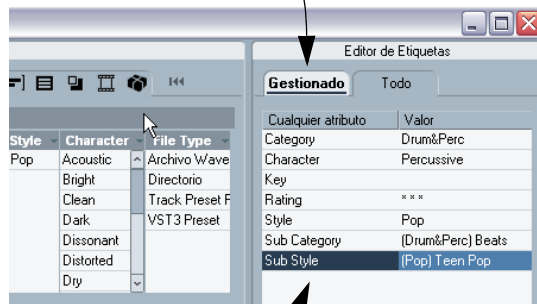 Editor de Etiquetas
Gestionado Todo
Cualquier atributo Valor
Category Drum&Perc
Character Percussive
Key
Rating ***
Style Pop
Sub Category (Drum&Perc) Beats
Sub Style (Pop) Teen Pop
Style Character File Type
Pop Acoustic Archivo Wave
Bright Directorio
Clean Track Preset F
Dark VST3 Preset
Dissonant
Distorted
Dry